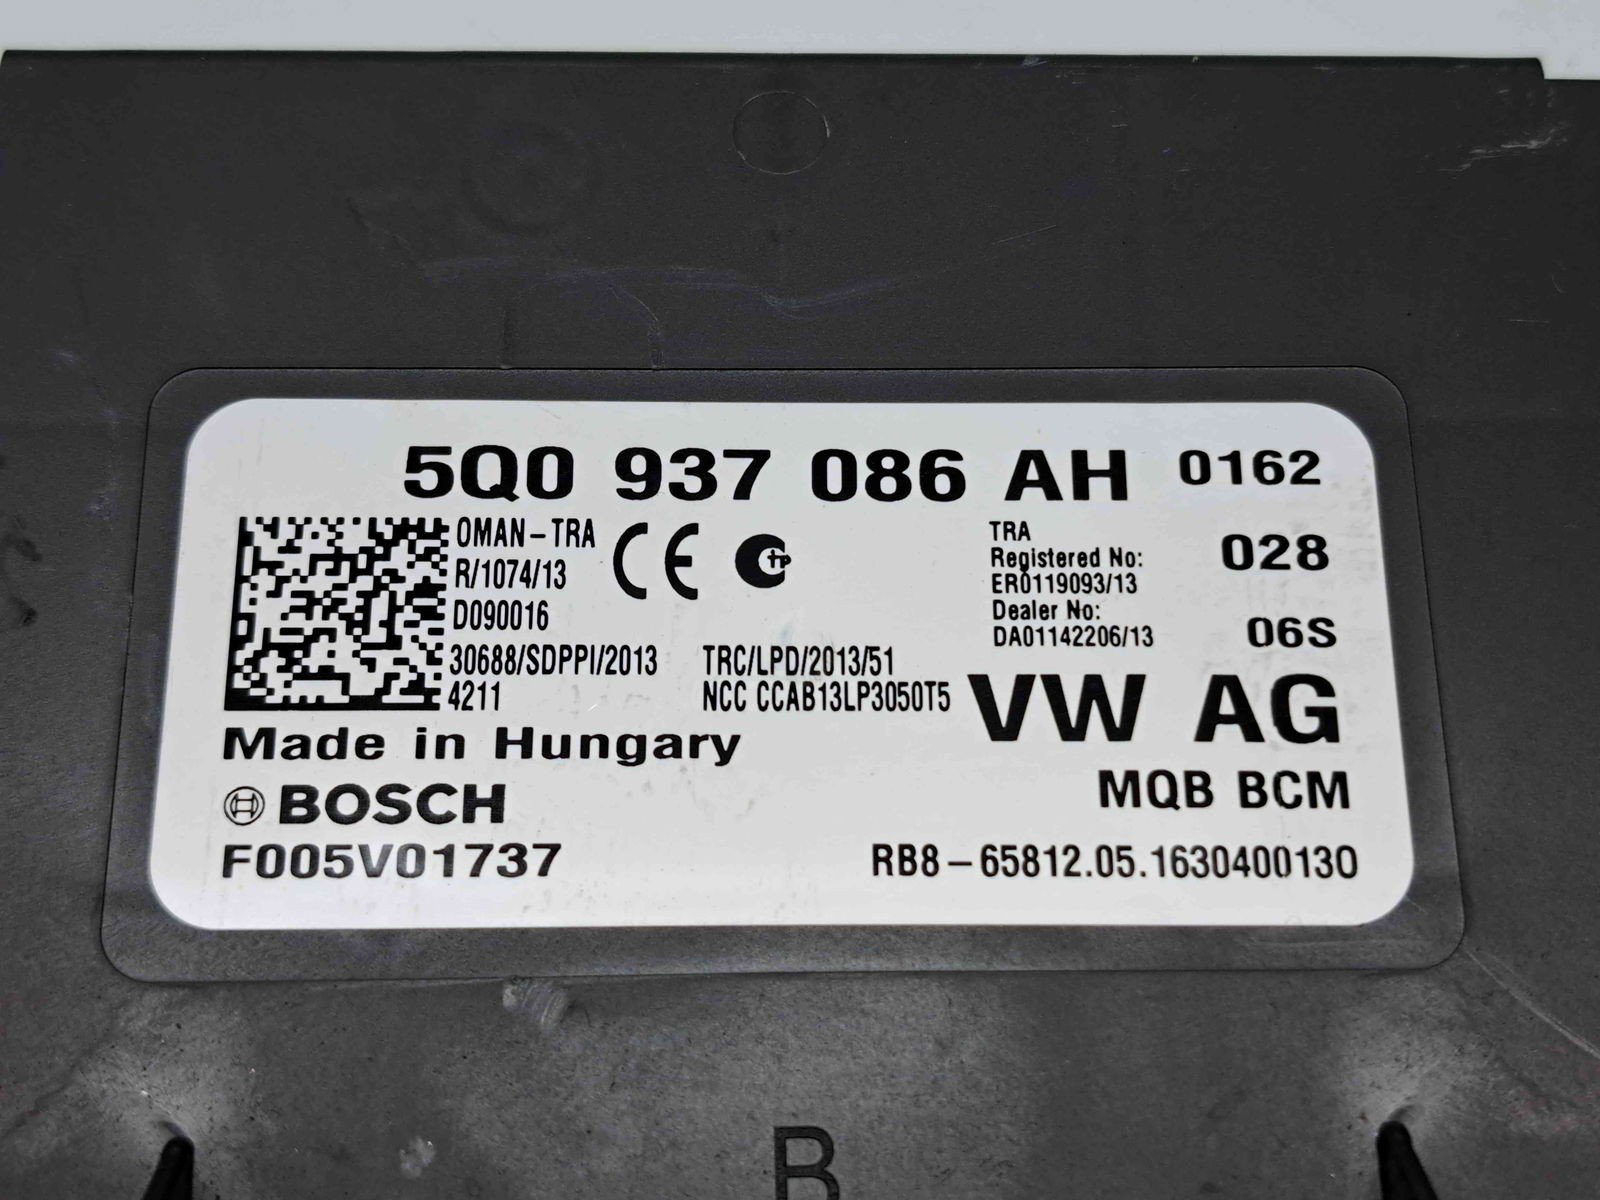 5Q0 937 086 AH 0162
OMAN-TRA
R/1074/13
D090016
30688/SDPPI/2013
4211
CE
TRC/LPD/2013/51
NCC CCAB13LP3050T5
TRA
Registered No:
ER0119093/13
Dealer No:
DA01142206/13
028
06S
VW AG
MQB BCM
Made in Hungary
BOSCH
F005V01737
RB8-65812.05.1630400130
B